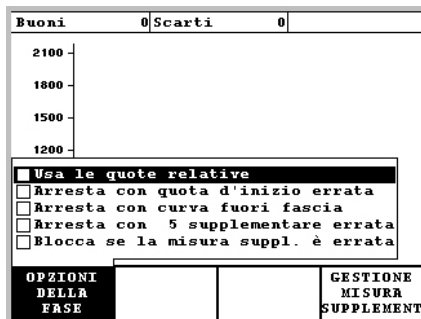 Buoni 0 Scarti 0
2100
1800
1500
1200
Usa le quote relative
Arresta con quota d'inizio errata
Arresta con curva fuori fascia
Arresta con 5 supplementare errata
Blocca se la misura suppl. è errata
OPZIONI
DELLA
FASE
GESTIONE
MISURA
SUPPLEMENT